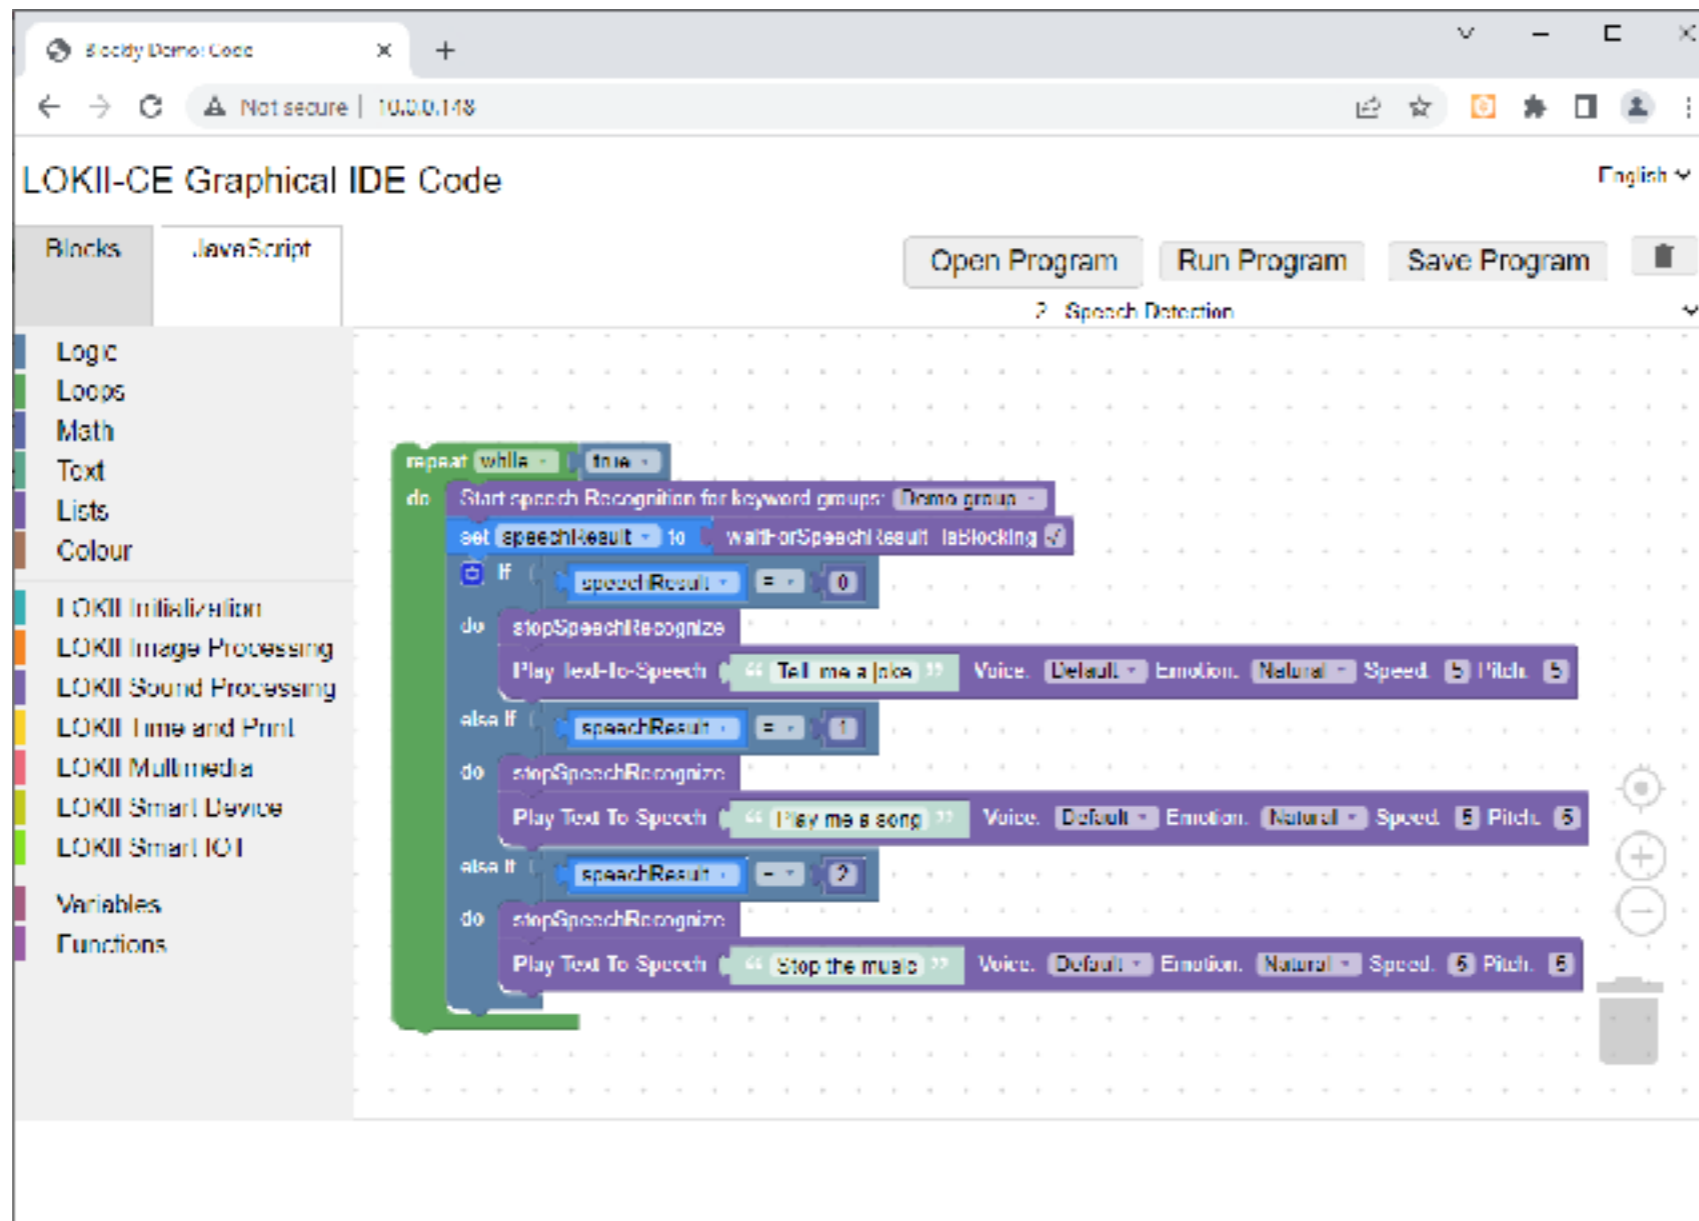 Blockly Demo: Code
Not secure | 10.0.0.148
LOKII-CE Graphical IDE Code
English
Blocks
JavaScript
Open Program
Run Program
Save Program
2 Speech Detection
Logic
Loops
Math
Text
Lists
Colour
LOKII Initialization
LOKII Image Processing
LOKII Sound Processing
LOKII Time and Print
LOKII Multimedia
LOKII Smart Device
LOKII Smart IOT
Variables
Functions
repeat while true
do Start speech Recognition for keyword groups: Demo group
set speechResult to waitForSpeechResult isBlocking
if speechResult = 0
do stopSpeechRecognize
Play Text-To-Speech “ Tell me a joke ” Voice. Default Emotion. Natural Speed. 5 Pitch. 5
else if speechResult = 1
do stopSpeechRecognize
Play Text To Speech “ Play me a song ” Voice. Default Emotion. Natural Speed. 5 Pitch. 5
else if speechResult = 2
do stopSpeechRecognize
Play Text To Speech “ Stop the music ” Voice. Default Emotion. Natural Speed. 5 Pitch. 5